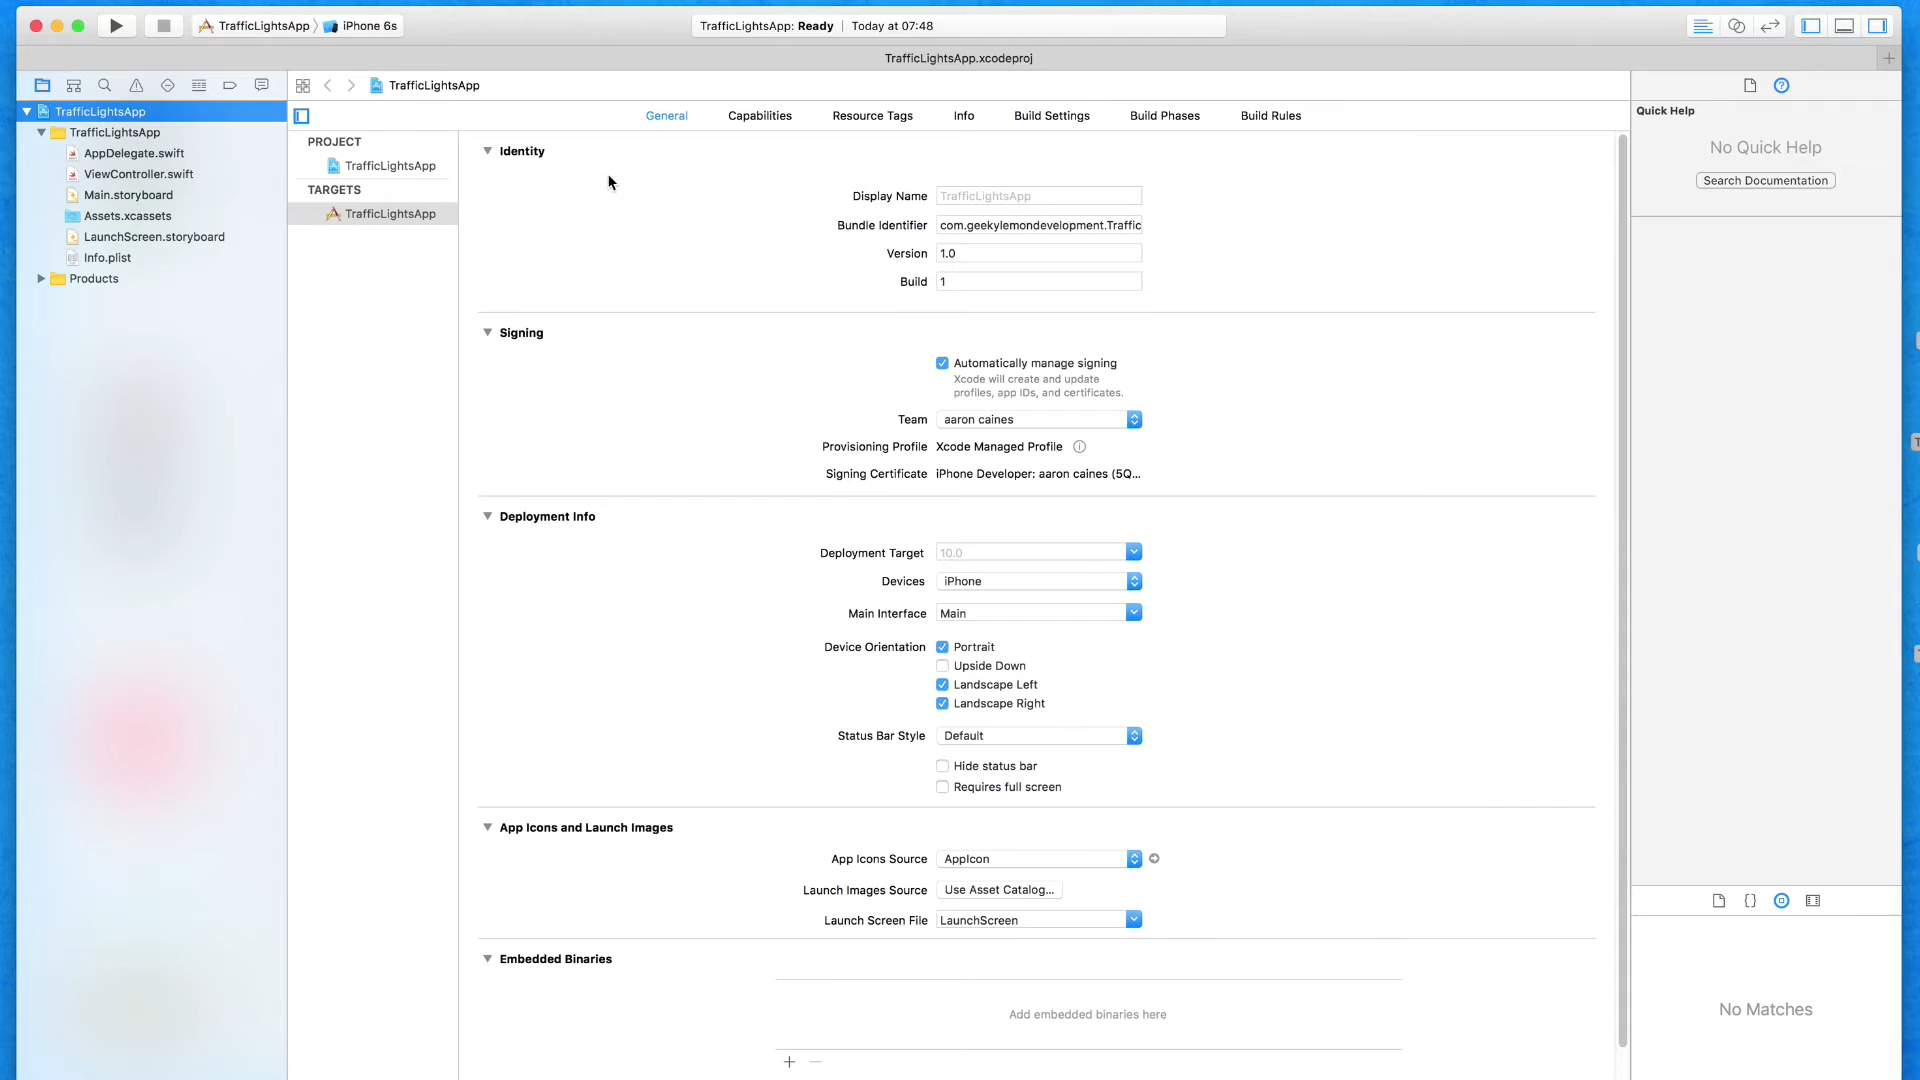 TrafficLightsApp iPhone 6s TrafficLightsApp: Ready Today at 07:48
TrafficLightsApp.xcodeproj
TrafficLightsApp
TrafficLightsApp
AppDelegate.swift
ViewController.swift
Main.storyboard
Assets.xcassets
LaunchScreen.storyboard
Info.plist
Products
TrafficLightsApp
General Capabilities Resource Tags Info Build Settings Build Phases Build Rules
PROJECT
TrafficLightsApp
TARGETS
TrafficLightsApp
Identity
Display Name TrafficLightsApp
Bundle Identifier com.geekylemondevelopment.Traffic
Version 1.0
Build 1
Signing
Automatically manage signing
Xcode will create and update
profiles, app IDs, and certificates.
Team aaron caines
Provisioning Profile Xcode Managed Profile
Signing Certificate iPhone Developer: aaron caines (5Q...
Deployment Info
Deployment Target 10.0
Devices iPhone
Main Interface Main
Device Orientation Portrait
Upside Down
Landscape Left
Landscape Right
Status Bar Style Default
Hide status bar
Requires full screen
App Icons and Launch Images
App Icons Source AppIcon
Launch Images Source Use Asset Catalog...
Launch Screen File LaunchScreen
Embedded Binaries
Add embedded binaries here
Quick Help
No Quick Help
Search Documentation
No Matches